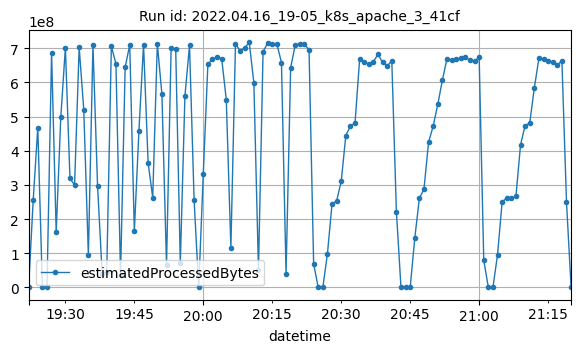 Run id: 2022.04.16_19-05_k8s_apache_3_41cf
1e8
7
6
5
4
3
2
1
0
estimatedProcessedBytes
19:30 19:45 20:00 20:15 20:30 20:45 21:00 21:15
datetime